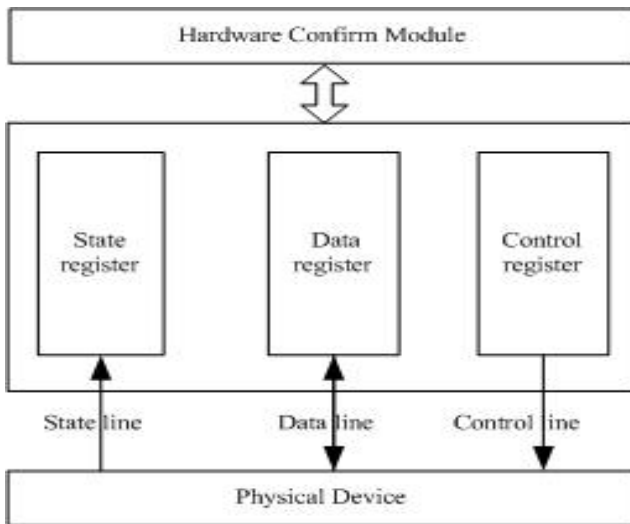 Hardware Confirm Module
State
register
Data
register
Control
register
State line
Data line
Control line
Physical Device